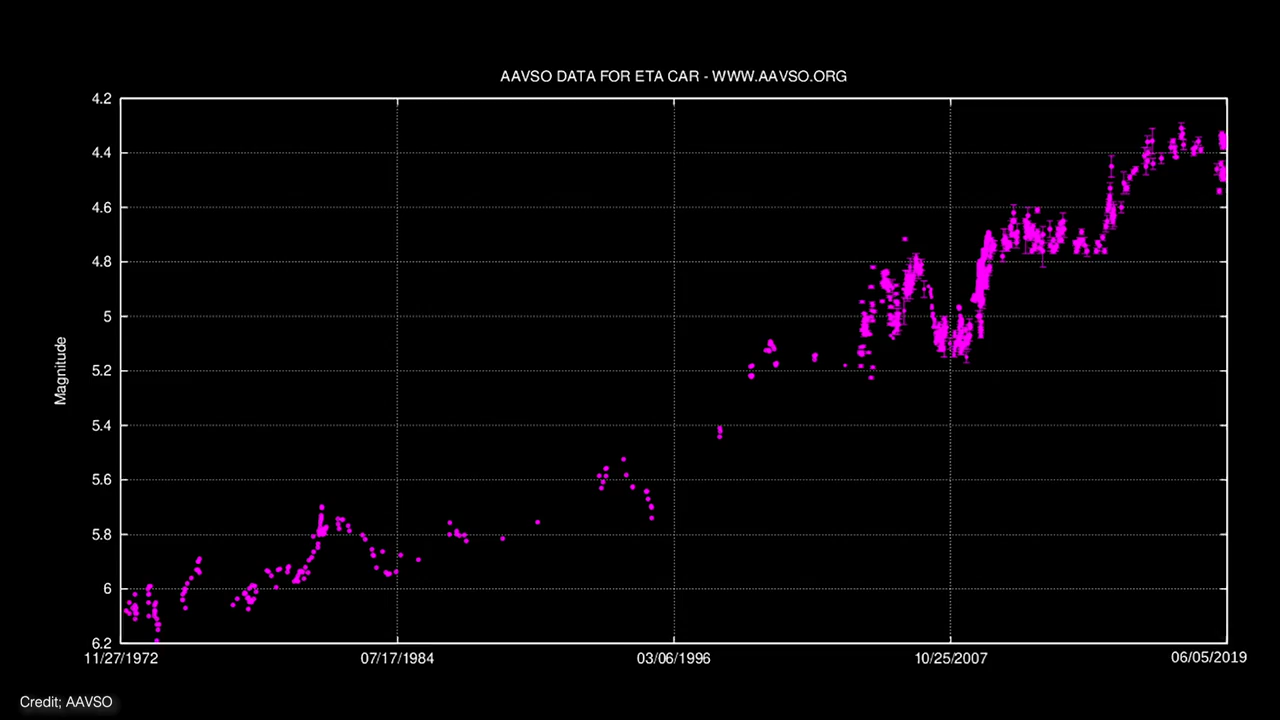 AAVSO DATA FOR ETA CAR - WWW.AAVSO.ORG
4.2
4.4
4.6
4.8
5
5.2
5.4
5.6
5.8
6
6.2
Magnitude
11/27/1972 07/17/1984 03/06/1996 10/25/2007 06/05/2019
Credit; AAVSO